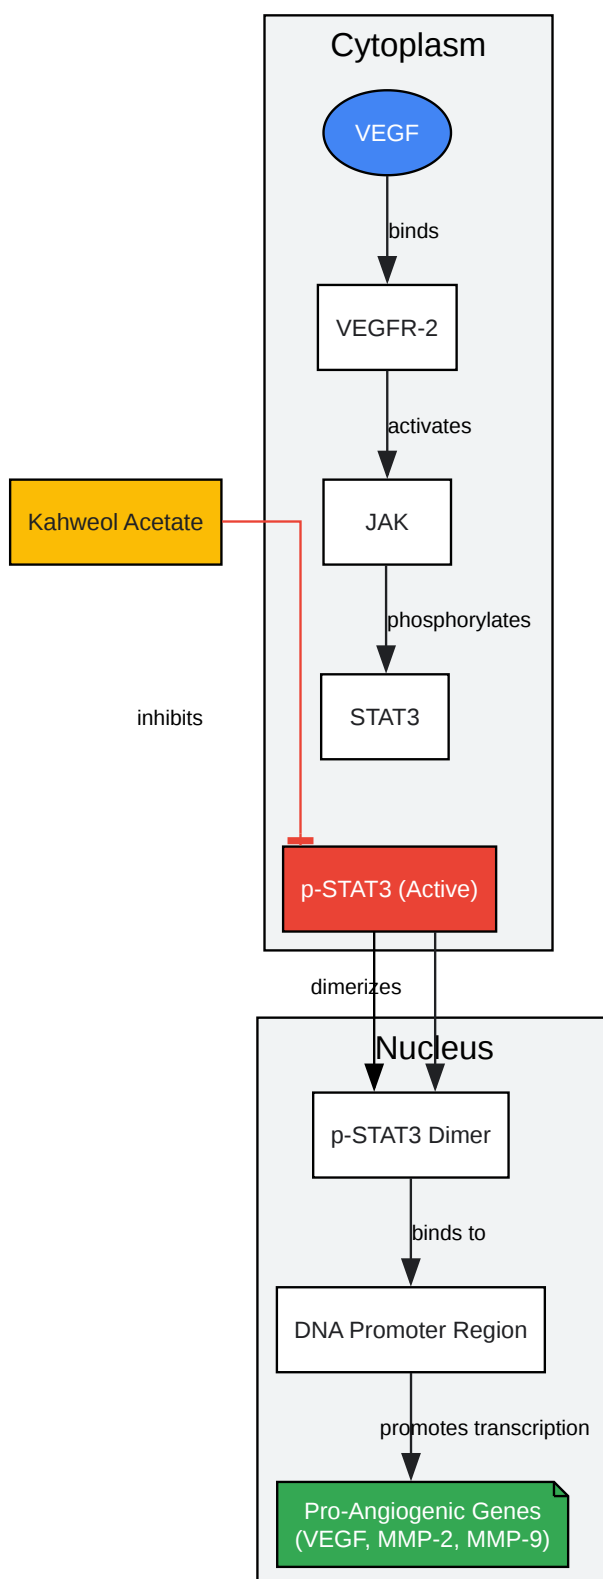 Cytoplasm
VEGF
binds
VEGFR-2
activates
Kahweol Acetate
JAK
phosphorylates
STAT3
inhibits
p-STAT3 (Active)
dimerizes
Nucleus
p-STAT3 Dimer
binds to
DNA Promoter Region
promotes transcription
Pro-Angiogenic Genes
(VEGF, MMP-2, MMP-9)